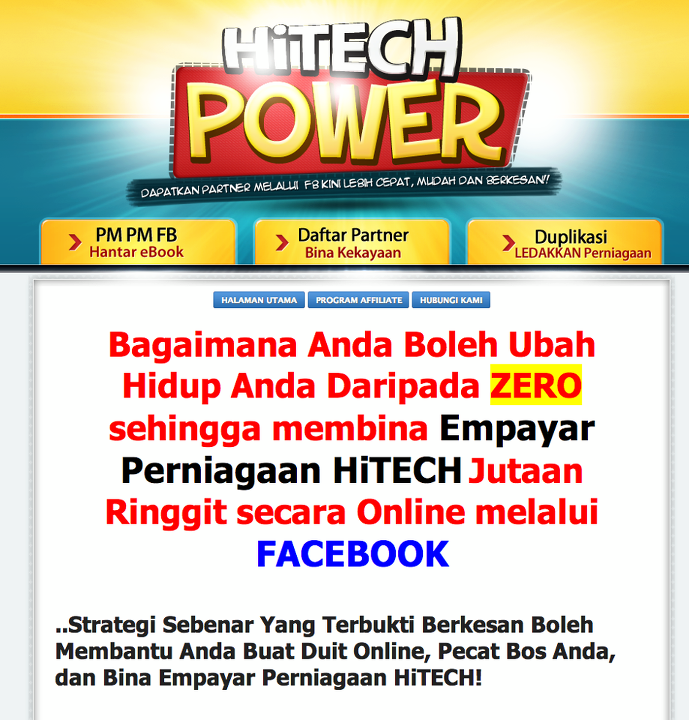 HiTECH
POWER
DAPATKAN PARTNER MELALUI FB KINI LEBIH CEPAT, MUDAH DAN BERKESAN!!
PM PM FB
Hantar eBook
Daftar Partner
Bina Kekayaan
Duplikasi
LEDAKKAN Perniagaan
HALAMAN UTAMA
PROGRAM AFFILIATE
HUBUNGI KAMI
Bagaimana Anda Boleh Ubah
Hidup Anda Daripada ZERO
sehingga membina Empayar
Perniagaan HiTECH Jutaan
Ringgit secara Online melalui
FACEBOOK
..Strategi Sebenar Yang Terbukti Berkesan Boleh
Membantu Anda Buat Duit Online, Pecat Bos Anda,
dan Bina Empayar Perniagaan HiTECH!